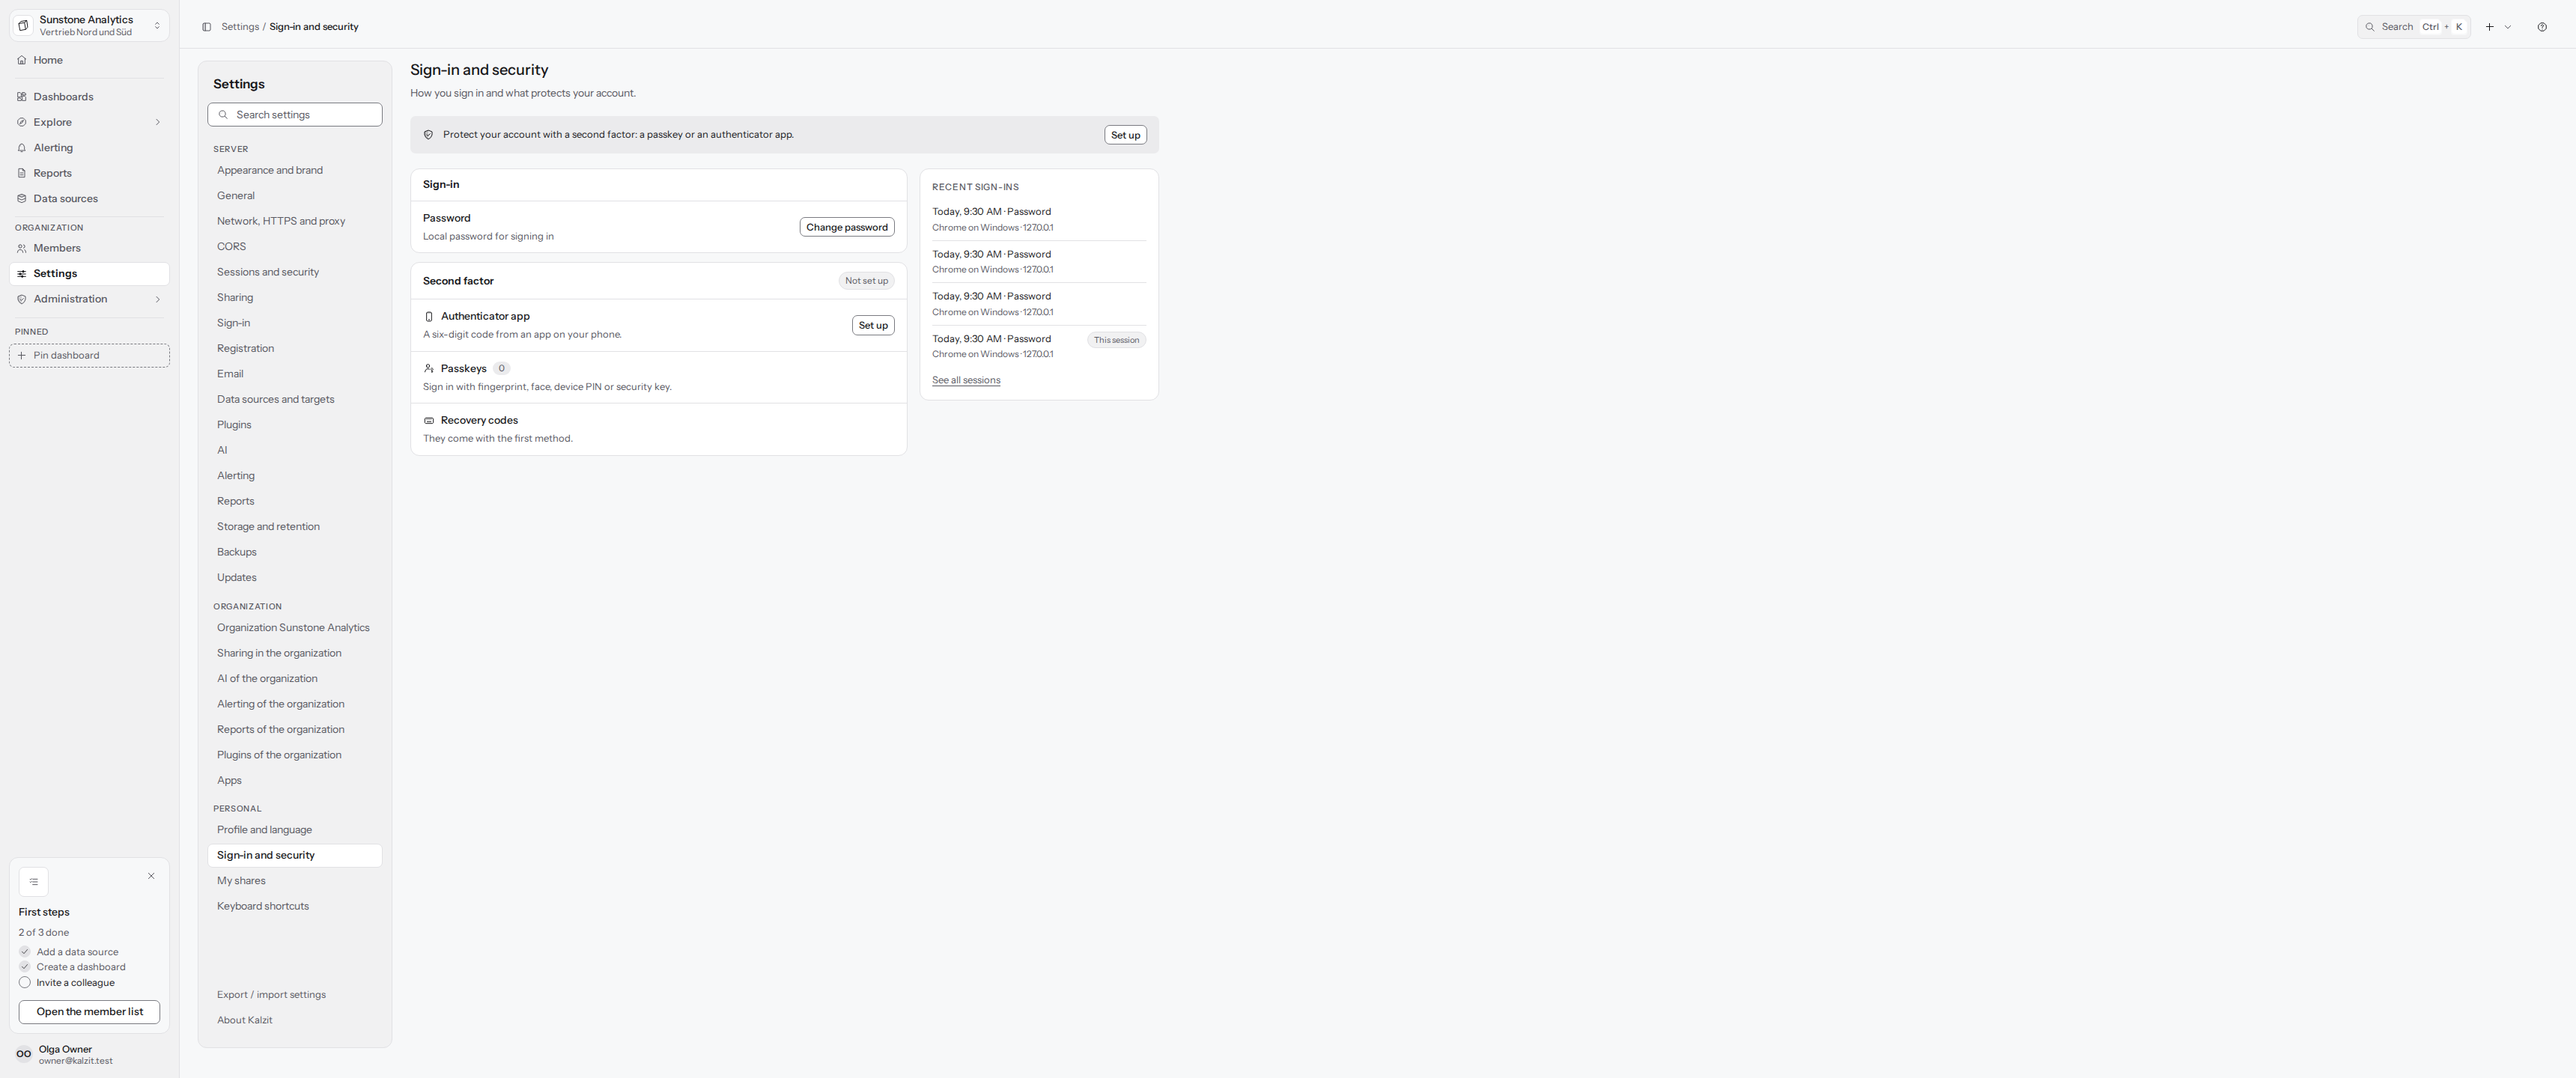 Sunstone Analytics
Vertrieb Nord und Süd
Home
Dashboards
Explore
Alerting
Reports
Data sources
ORGANIZATION
Members
Settings
Administration
PINNED
Pin dashboard
First steps
2 of 3 done
Add a data source
Create a dashboard
Invite a colleague
Open the member list
OO
Olga Owner
owner@kalzit.test
Settings / Sign-in and security
Search Ctrl + K
Settings
Search settings
SERVER
Appearance and brand
General
Network, HTTPS and proxy
CORS
Sessions and security
Sharing
Sign-in
Registration
Email
Data sources and targets
Plugins
AI
Alerting
Reports
Storage and retention
Backups
Updates
ORGANIZATION
Organization Sunstone Analytics
Sharing in the organization
AI of the organization
Alerting of the organization
Reports of the organization
Plugins of the organization
Apps
PERSONAL
Profile and language
Sign-in and security
My shares
Keyboard shortcuts
Export / import settings
About Kalzit
Sign-in and security
How you sign in and what protects your account.
Protect your account with a second factor: a passkey or an authenticator app.
Set up
Sign-in
Password
Local password for signing in
Change password
Second factor
Not set up
Authenticator app
A six-digit code from an app on your phone.
Set up
Passkeys 0
Sign in with fingerprint, face, device PIN or security key.
Recovery codes
They come with the first method.
RECENT SIGN-INS
Today, 9:30 AM · Password
Chrome on Windows · 127.0.0.1
Today, 9:30 AM · Password
Chrome on Windows · 127.0.0.1
Today, 9:30 AM · Password
Chrome on Windows · 127.0.0.1
Today, 9:30 AM · Password
This session
Chrome on Windows · 127.0.0.1
See all sessions